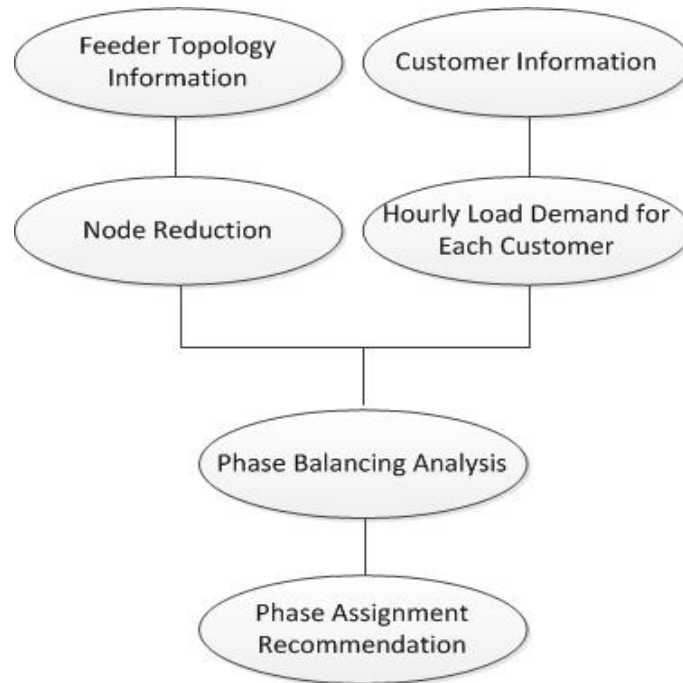 Feeder Topology
Information
Customer Information
Node Reduction
Hourly Load Demand for
Each Customer
Phase Balancing Analysis
Phase Assignment
Recommendation